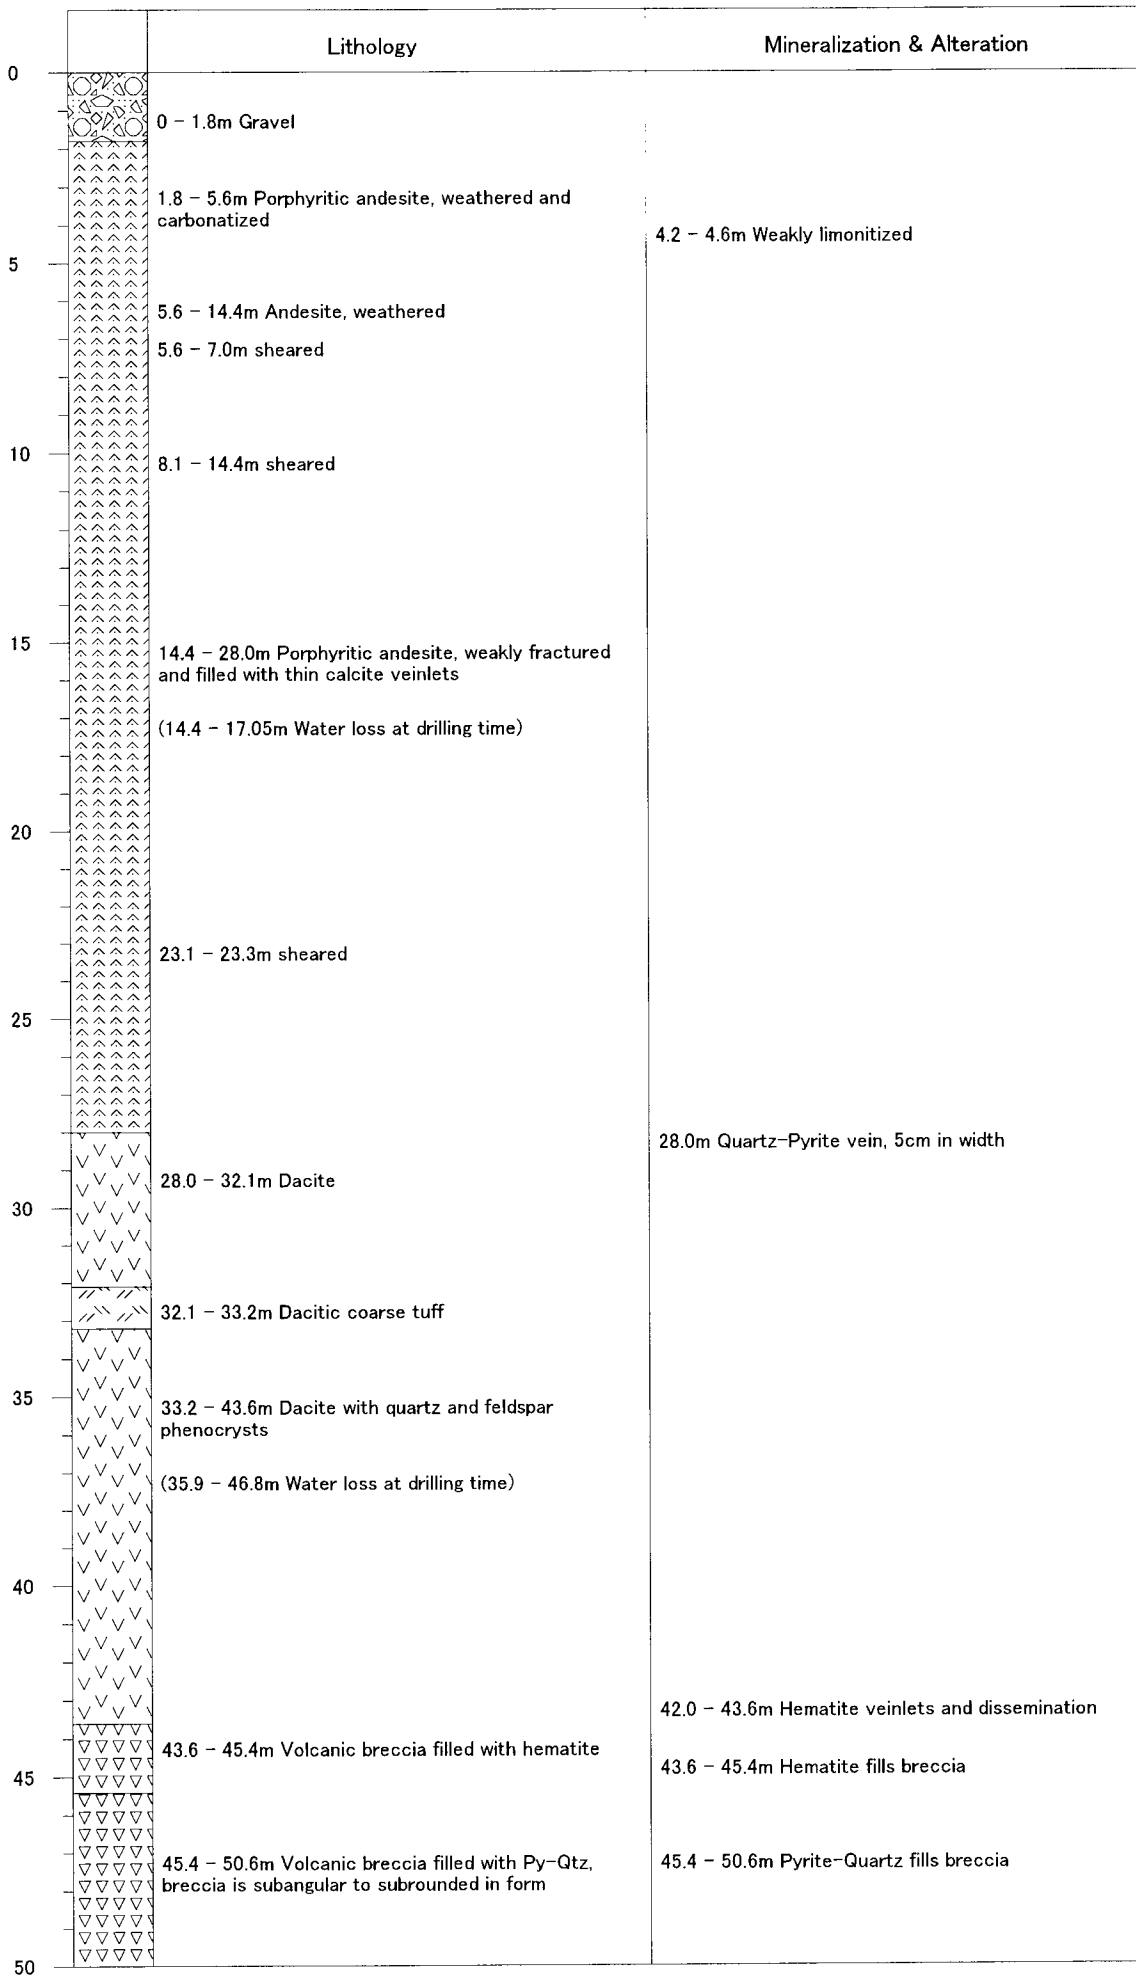 Lithology
Mineralization & Alteration
0
0 - 1.8m Gravel
1.8 - 5.6m Porphyritic andesite, weathered and
carbonatized
4.2 - 4.6m Weakly limonitized
5
5.6 - 14.4m Andesite, weathered
5.6 - 7.0m sheared
10
8.1 - 14.4m sheared
15
14.4 - 28.0m Porphyritic andesite, weakly fractured
and filled with thin calcite veinlets
(14.4 - 17.05m Water loss at drilling time)
20
23.1 - 23.3m sheared
25
28.0m Quartz-Pyrite vein, 5cm in width
28.0 - 32.1m Dacite
30
32.1 - 33.2m Dacitic coarse tuff
35
33.2 - 43.6m Dacite with quartz and feldspar
phenocrysts
(35.9 - 46.8m Water loss at drilling time)
40
42.0 - 43.6m Hematite veinlets and dissemination
43.6 - 45.4m Volcanic breccia filled with hematite
43.6 - 45.4m Hematite fills breccia
45
45.4 - 50.6m Volcanic breccia filled with Py-Qtz,
breccia is subangular to subrounded in form
45.4 - 50.6m Pyrite-Quartz fills breccia
50